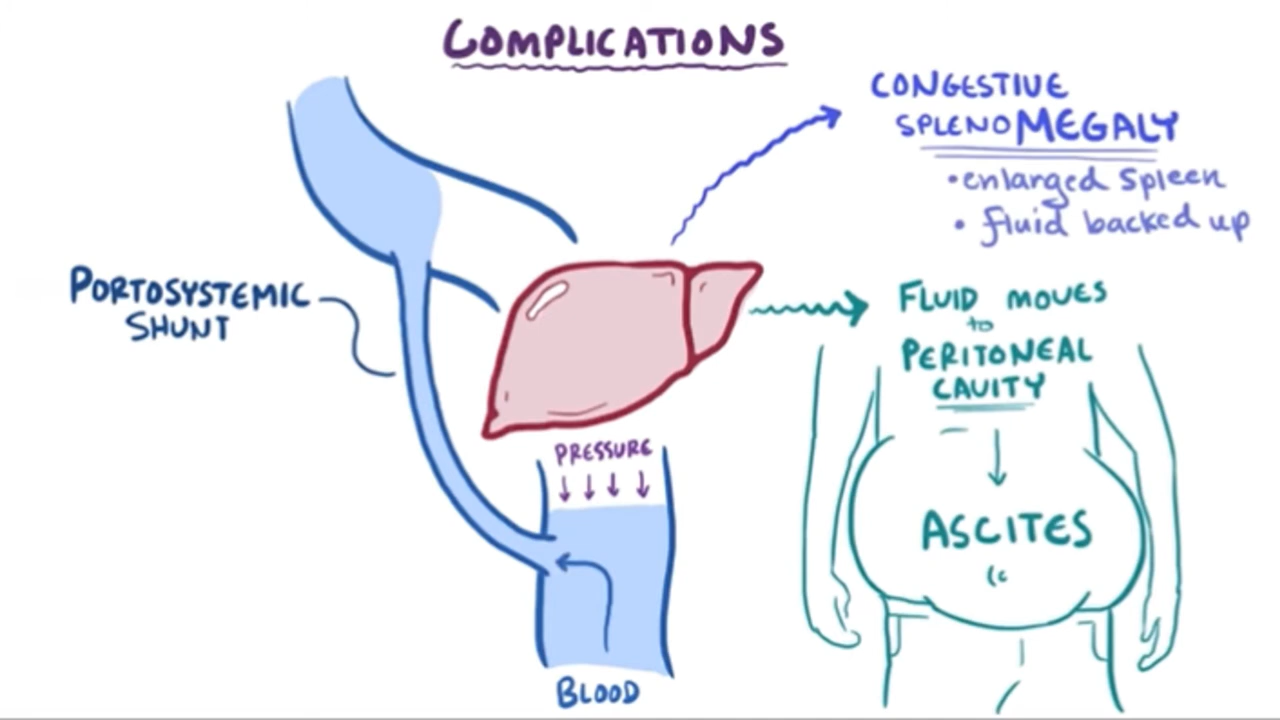 COMPLICATIONS
CONGESTIVE
SPLENOMEGALY
• enlarged spleen
• fluid backed up
PORTOSYSTEMIC
SHUNT
FLUID MOVES
to
PERITONEAL
CAVITY
PRESSURE
ASCITES
BLOOD